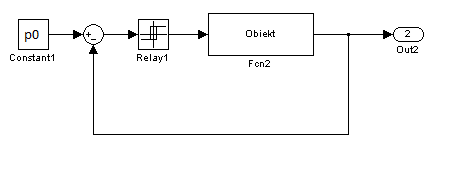 p0
Constant1
+
-
Relay1
Obiekt
Fcn2
2
Out2